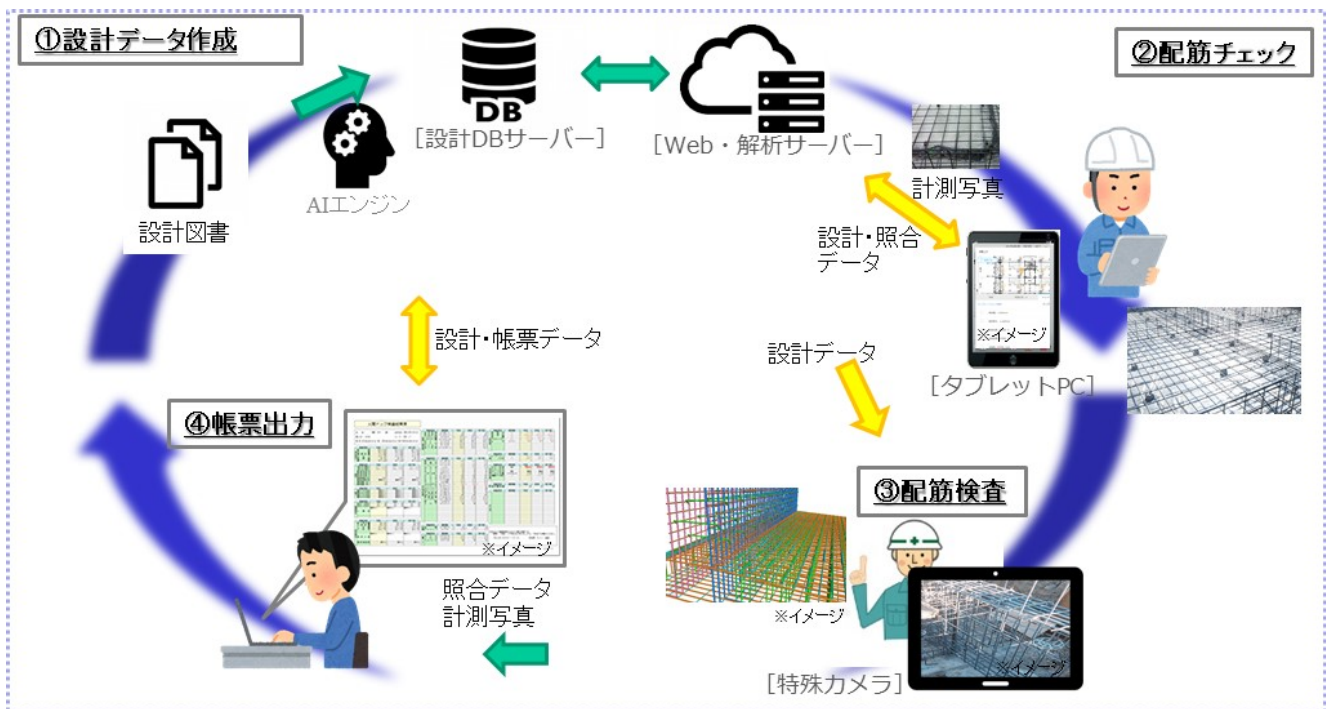 ①設計データ作成
②配筋チェック
DB
[設計DBサーバー]
[Web・解析サーバー]
AIエンジン
設計図書
計測写真
設計・照合
データ
※イメージ
[タブレットPC]
設計・帳票データ
設計データ
④帳票出力
③配筋検査
※イメージ
※イメージ
※イメージ
照合データ
計測写真
[特殊カメラ]